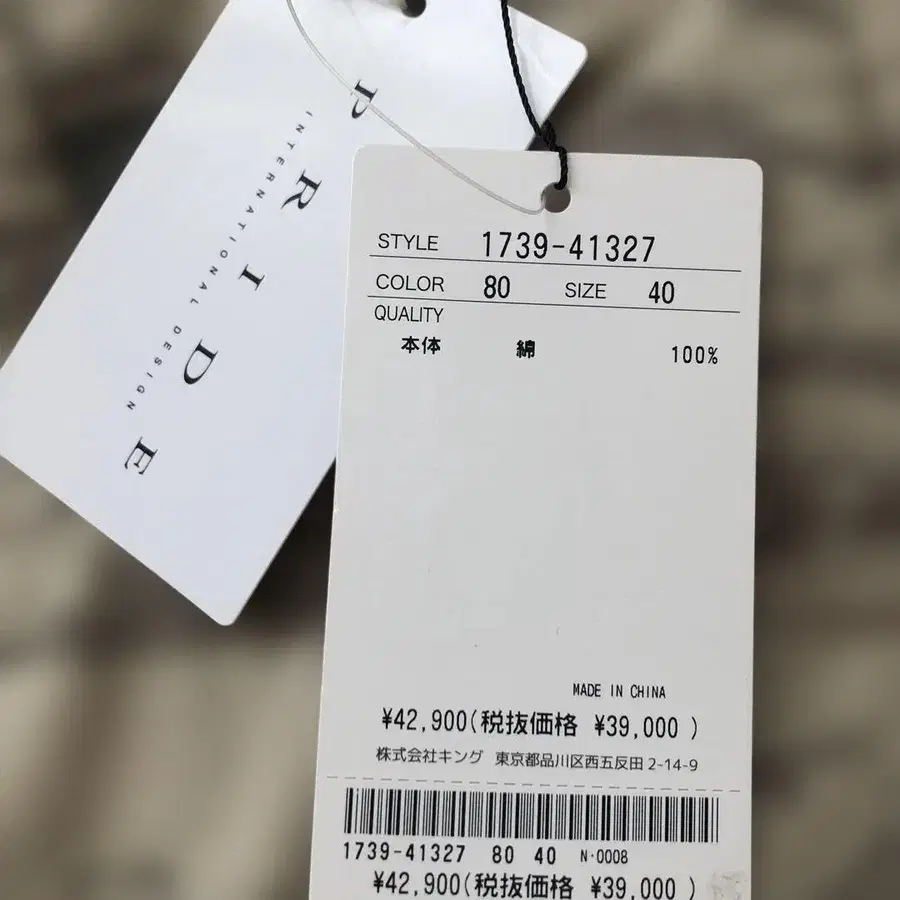 PRIDE
INTERNATIONAL DESIGN
STYLE 1739-41327
COLOR 80 SIZE 40
QUALITY
本体 綿 100%
MADE IN CHINA
¥42,900(税抜価格 ¥39,000 )
株式会社キング 東京都品川区西五反田 2-14-9
1739-41327 80 40 N·0008
¥42,900(税抜価格 ¥39,000 )